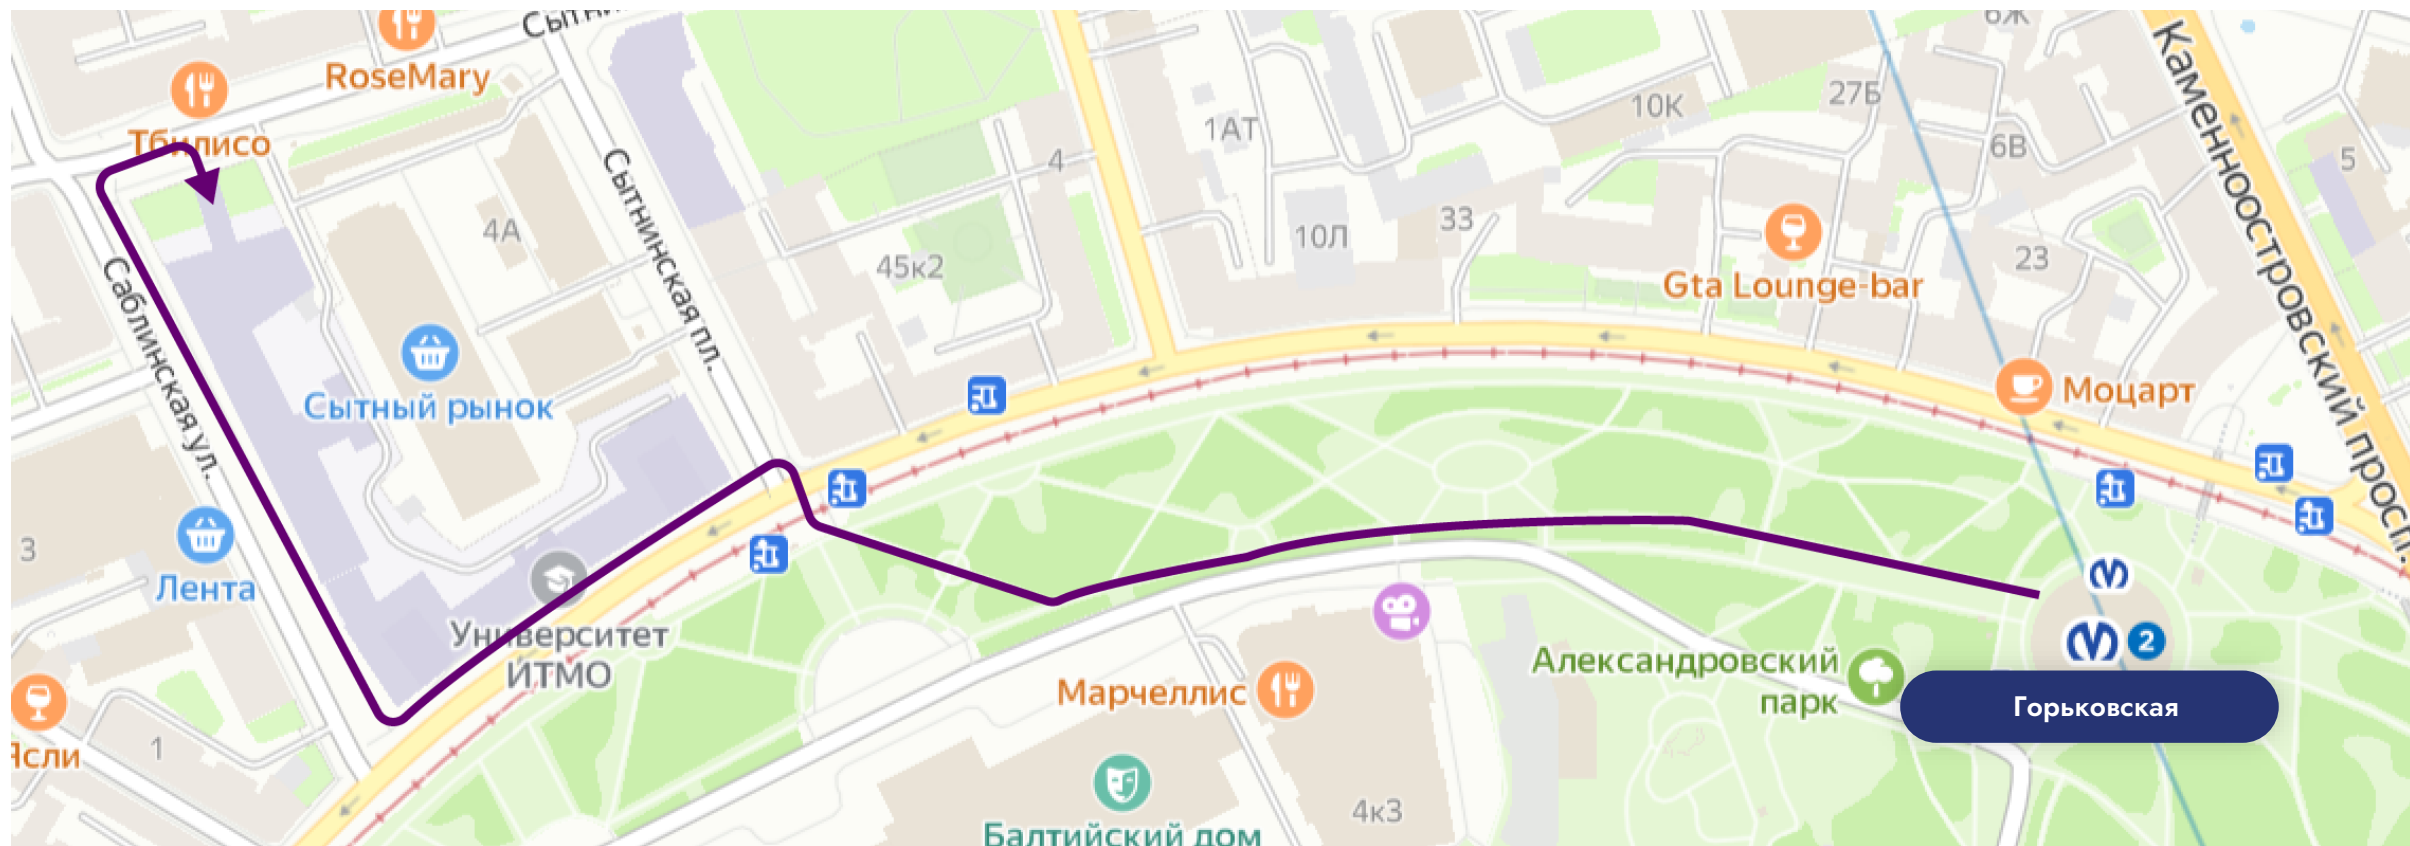 RoseMary
Тбилисо
Каменноостровский просп.
6Ж
27Б
10К
1АТ
4
6В
5
Сытнинская пл.
4А
33
10Л
45к2
23
Gta Lounge-bar
Саблинская ул.
Сытный рынок
Моцарт
3
Лента
Университет
ИТМО
2
Александровский
парк
Марчеллис
Горьковская
1
4к3
Балтийский дом